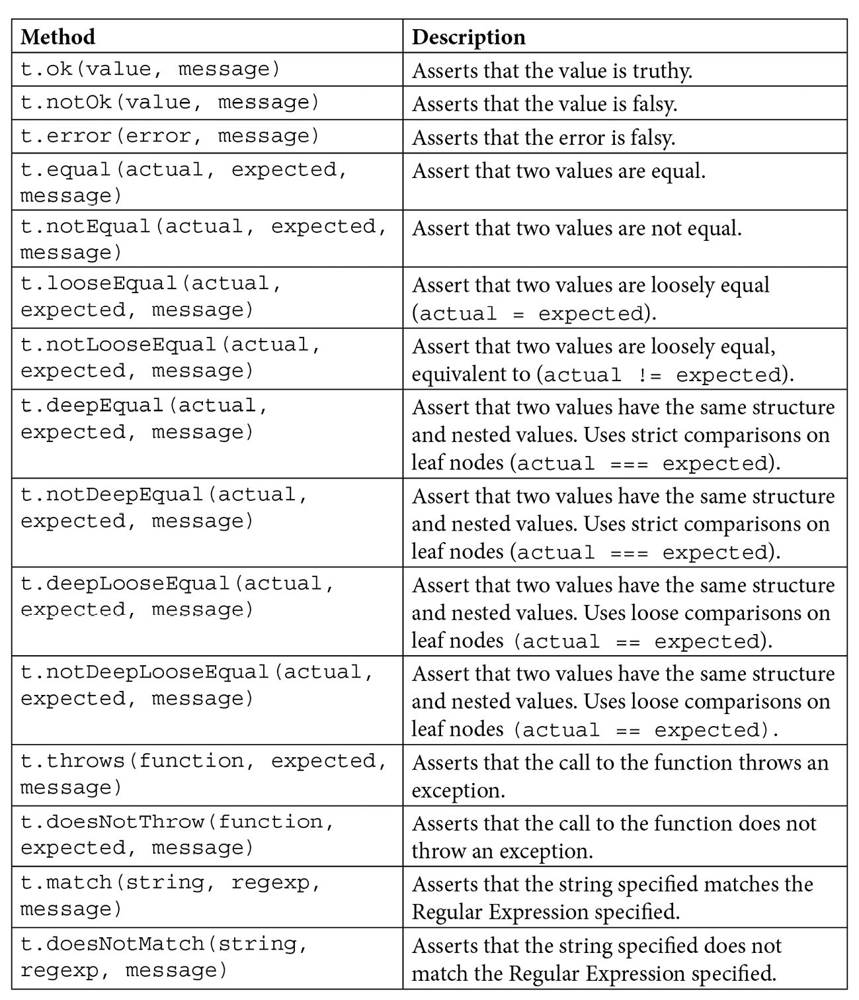 Method
Description
t.ok(value, message)
Asserts that the value is truthy.
t.notOk(value, message)
Asserts that the value is falsy.
t.error(error, message)
Asserts that the error is falsy.
t.equal(actual, expected,
message)
Assert that two values are equal.
t.notEqual(actual, expected,
message)
Assert that two values are not equal.
t.looseEqual(actual,
expected, message)
Assert that two values are loosely equal
(actual = expected).
t.notLooseEqual(actual,
expected, message)
Assert that two values are loosely equal,
equivalent to (actual != expected).
t.deepEqual(actual,
expected, message)
Assert that two values have the same structure
and nested values. Uses strict comparisons on
leaf nodes (actual === expected).
t.notDeepEqual(actual,
expected, message)
Assert that two values have the same structure
and nested values. Uses strict comparisons on
leaf nodes (actual === expected).
t.deepLooseEqual(actual,
expected, message)
Assert that two values have the same structure
and nested values. Uses loose comparisons on
leaf nodes (actual == expected).
t.notDeepLooseEqual(actual,
expected, message)
Assert that two values have the same structure
and nested values. Uses loose comparisons on
leaf nodes (actual == expected).
t.throws(function, expected,
message)
Asserts that the call to the function throws an
exception.
t.doesNotThrow(function,
expected, message)
Asserts that the call to the function does not
throw an exception.
t.match(string, regexp,
message)
Asserts that the string specified matches the
Regular Expression specified.
t.doesNotMatch(string,
regexp, message)
Asserts that the string specified does not
match the Regular Expression specified.